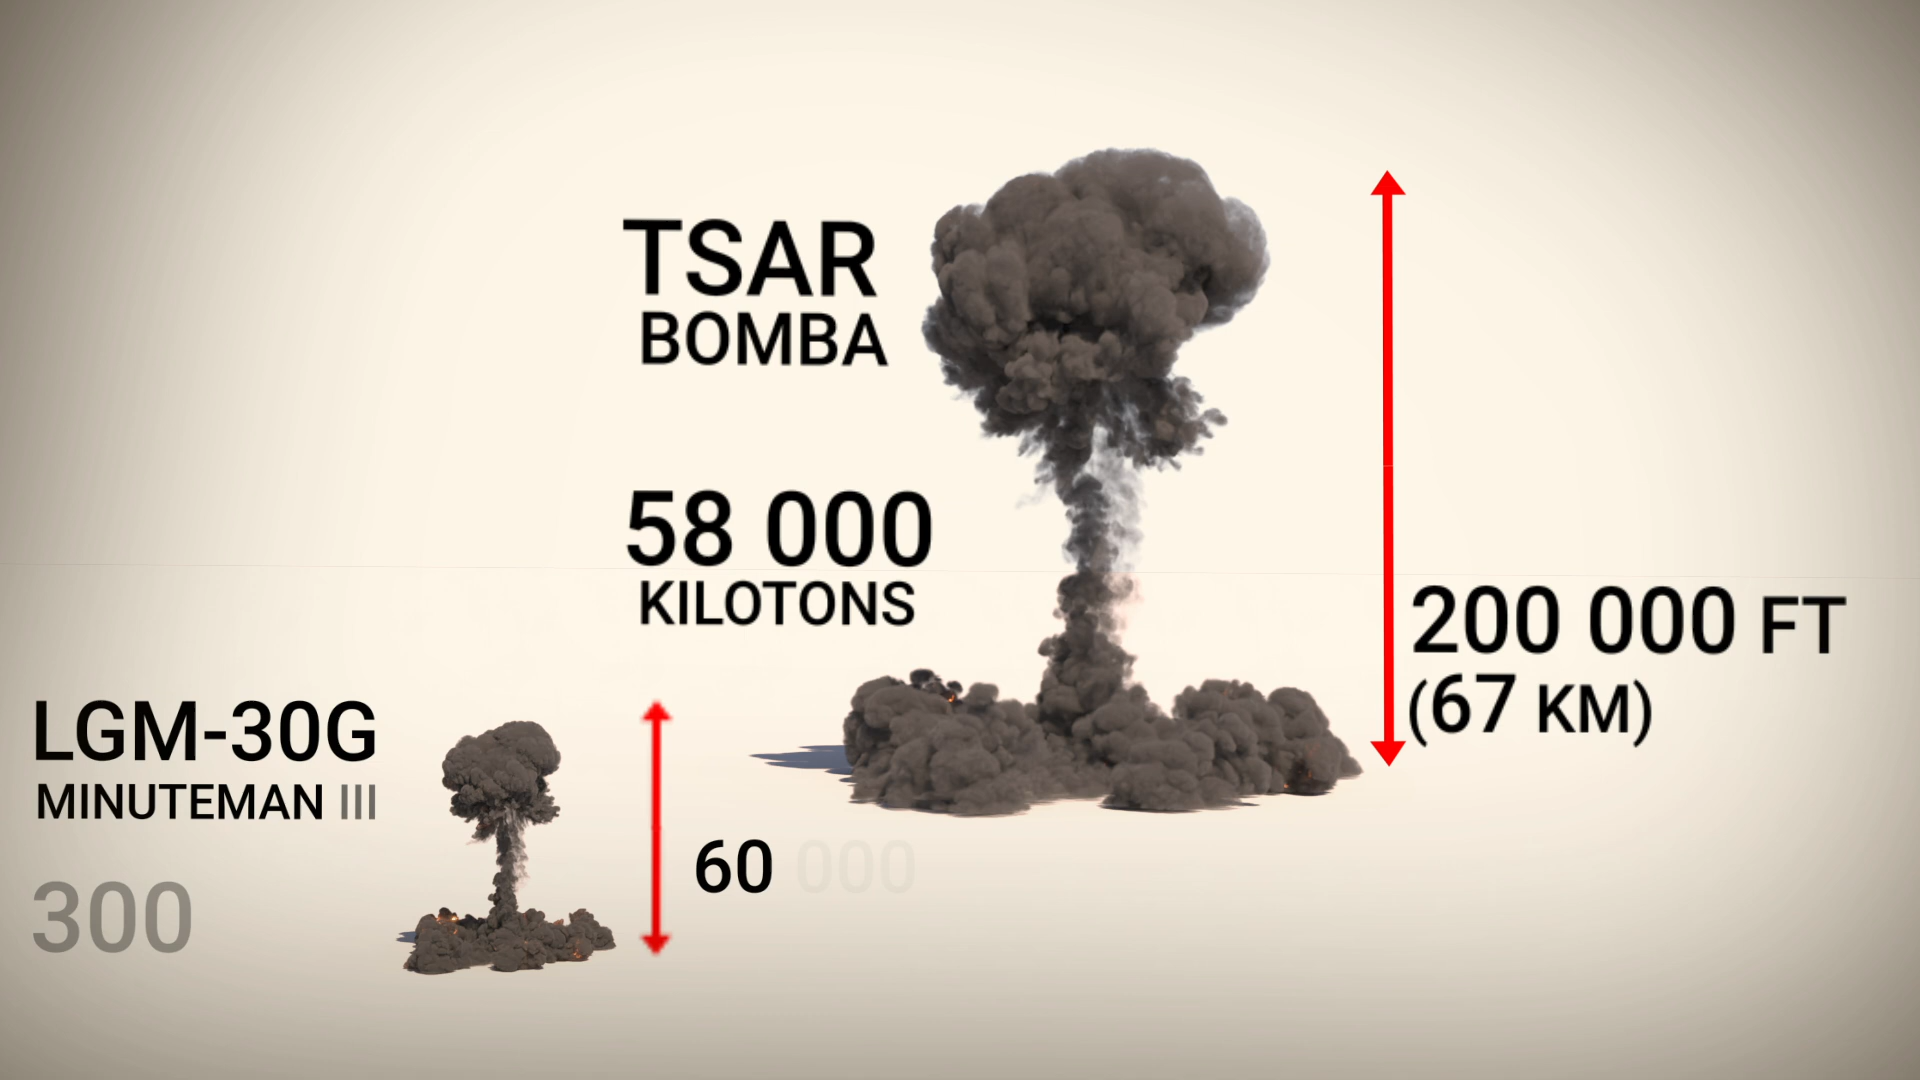 TSAR
BOMBA
58 000
KILOTONS
200 000 FT
(67 KM)
LGM-30G
MINUTEMAN III
300
60 000